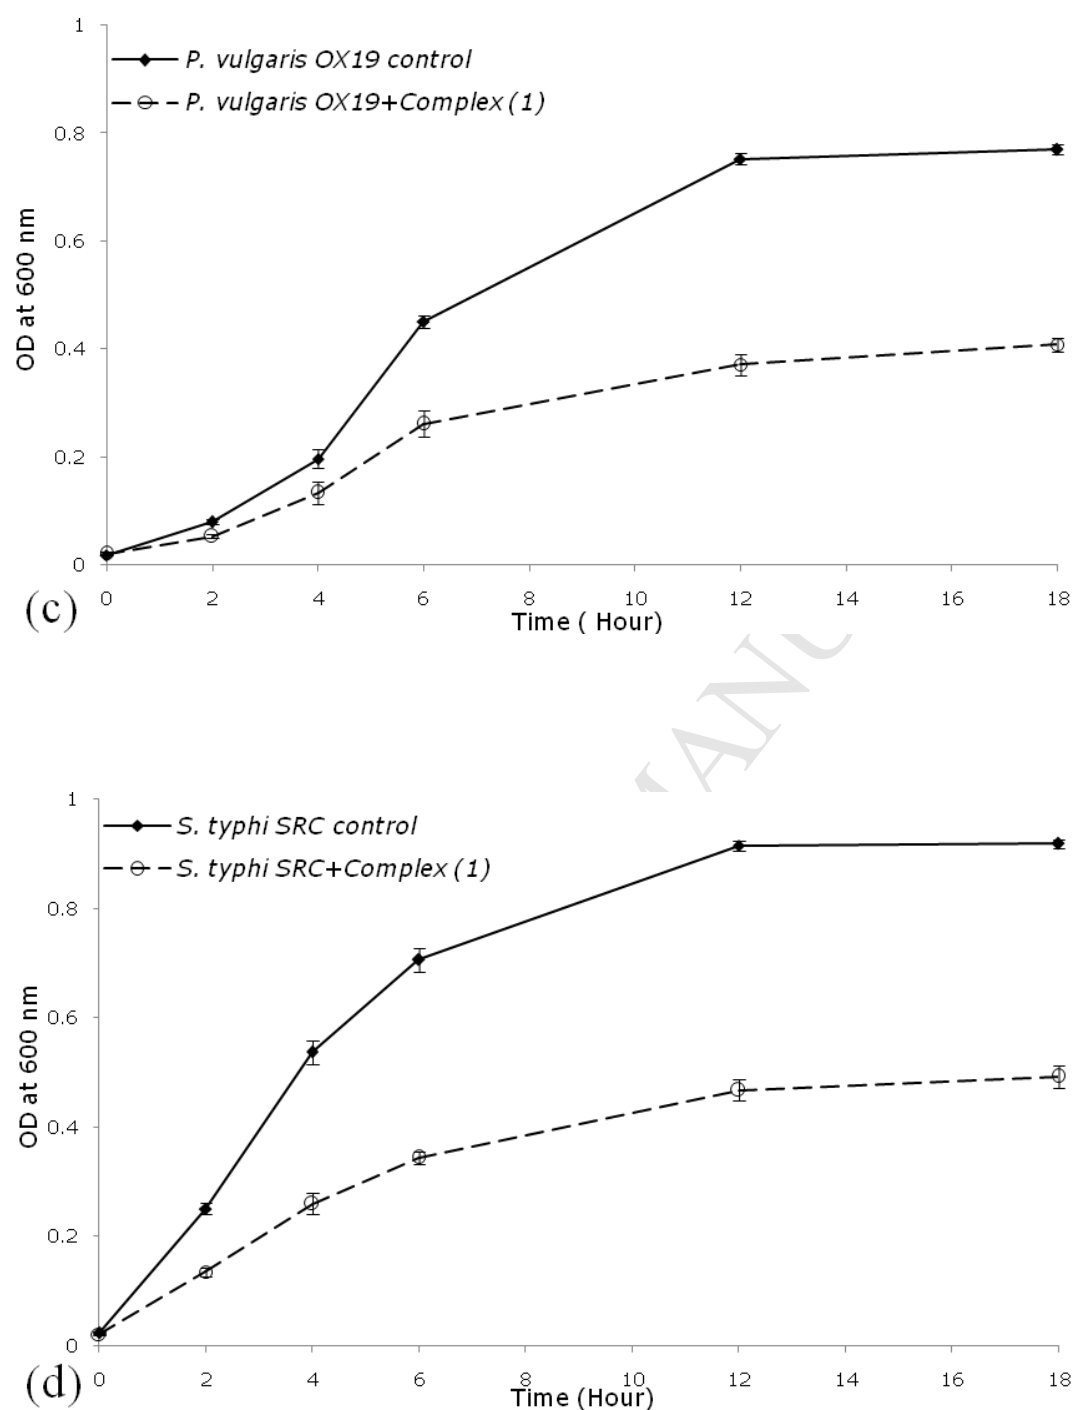 1
P. vulgaris OX19 control
P. vulgaris OX19+Complex (1)
0.8
0.6
0.4
0.2
0
OD at 600 nm
0 2 4 6 8 10 12 14 16 18
Time ( Hour)
(c)
MANU
1
S. typhi SRC control
S. typhi SRC+Complex (1)
0.8
0.6
0.4
0.2
0
OD at 600 nm
0 2 4 6 8 10 12 14 16 18
Time (Hour)
(d)